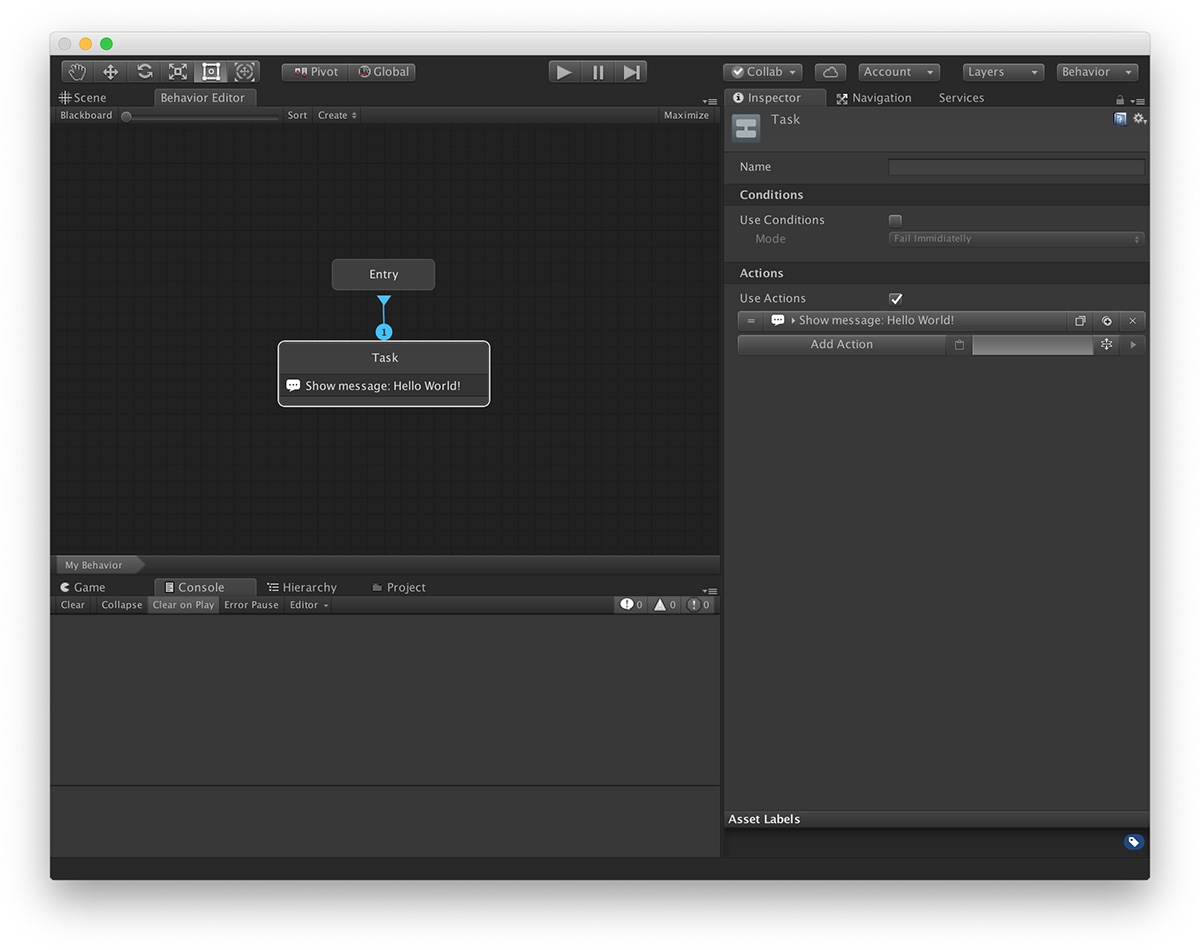 Pivot Global Collab Account Layers Behavior
Scene Behavior Editor
Blackboard Sort Create Maximize
Entry
1
Task
Show message: Hello World!
My Behavior
Game Console Hierarchy Project
Clear Collapse Clear on Play Error Pause Editor 0 0 0
Inspector Navigation Services
Task
Name
Conditions
Use Conditions
Mode Fail Immidiatelly
Actions
Use Actions
Show message: Hello World!
Add Action
Asset Labels